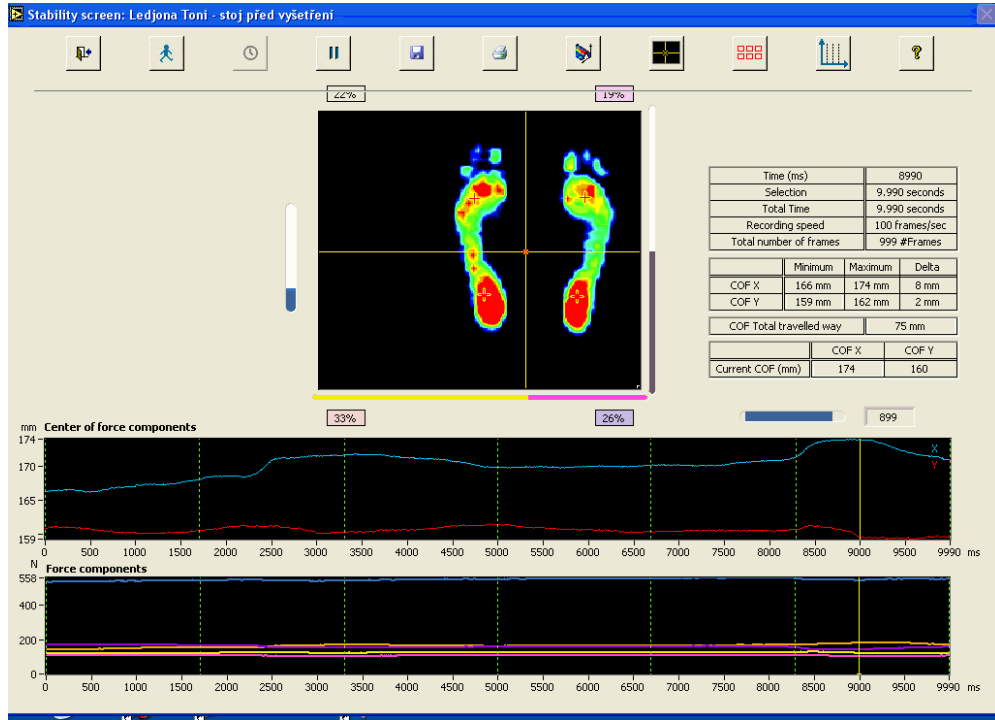 Stability screen: Ledjona Toni - stoj před vyšetření
?
22% 19%
Time (ms) 8990
Selection 9.990 seconds
Total Time 9.990 seconds
Recording speed 100 frames/sec
Total number of frames 999 #Frames
Minimum Maximum Delta
COF X 166 mm 174 mm 8 mm
COF Y 159 mm 162 mm 2 mm
COF Total travelled way 75 mm
COF X COF Y
Current COF (mm) 174 160
33% 26% 899
mm Center of force components
174
170
165
159
X
Y
0 500 1000 1500 2000 2500 3000 3500 4000 4500 5000 5500 6000 6500 7000 7500 8000 8500 9000 9500 9990 ms
N Force components
558
400
200
0
0 500 1000 1500 2000 2500 3000 3500 4000 4500 5000 5500 6000 6500 7000 7500 8000 8500 9000 9500 9990 ms